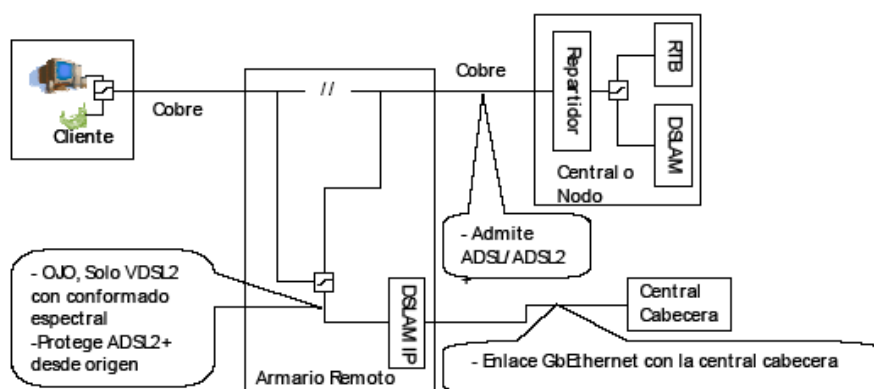 Cliente
Cobre
//
Cobre
Repartidor
RTB
DSLAM
Central o
Nodo
- Admite
ADSL/ADSL2
+
- OJO, Solo VDSL2
con conformado
espectral
-Protege ADSL2+
desde origen
DSLAM IP
Armario Remoto
Central
Cabecera
- Enlace GbEthernet con la central cabecera